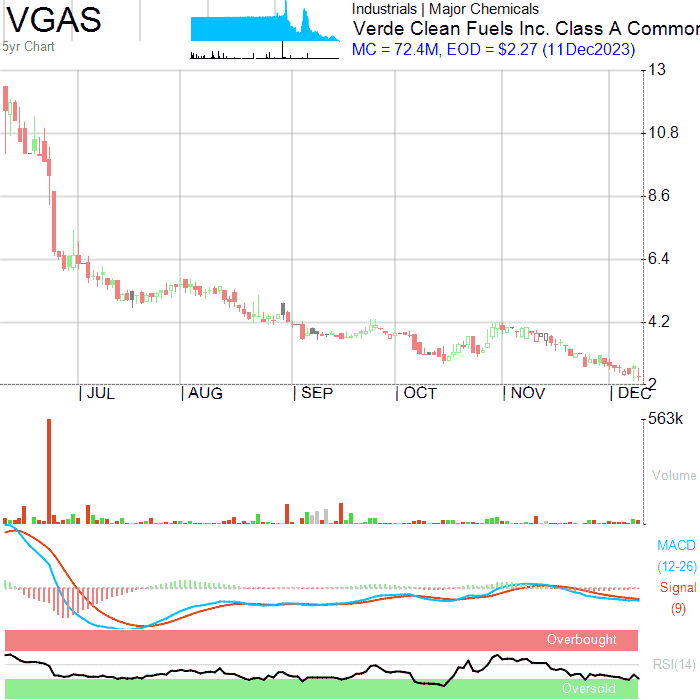 VGAS
5yr Chart
Industrials | Major Chemicals
Verde Clean Fuels Inc. Class A Common
MC = 72.4M, EOD = $2.27 (11Dec2023)
13
10.8
8.6
6.4
4.2
2
JUL AUG SEP OCT NOV DEC
563k
Volume
MACD
(12-26)
Signal
(9)
Overbought
RSI(14)
Oversold